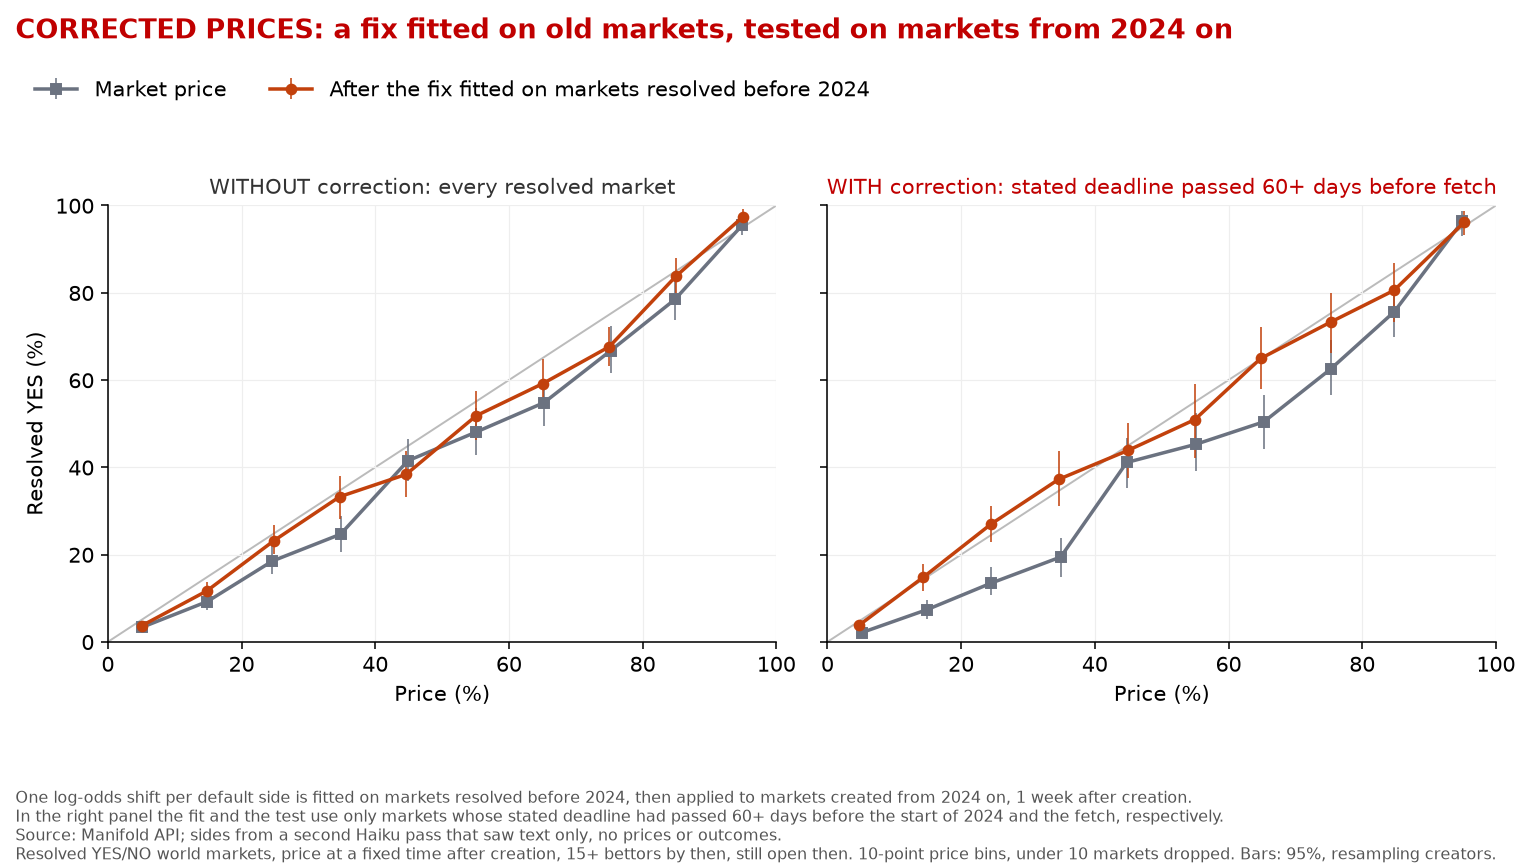 CORRECTED PRICES: a fix fitted on old markets, tested on markets from 2024 on
Market price
After the fix fitted on markets resolved before 2024
WITHOUT correction: every resolved market
WITH correction: stated deadline passed 60+ days before fetch
100
80
60
40
20
0
Resolved YES (%)
0 20 40 60 80 100
0 20 40 60 80 100
Price (%)
Price (%)
One log-odds shift per default side is fitted on markets resolved before 2024, then applied to markets created from 2024 on, 1 week after creation.
In the right panel the fit and the test use only markets whose stated deadline had passed 60+ days before the start of 2024 and the fetch, respectively.
Source: Manifold API; sides from a second Haiku pass that saw text only, no prices or outcomes.
Resolved YES/NO world markets, price at a fixed time after creation, 15+ bettors by then, still open then. 10-point price bins, under 10 markets dropped. Bars: 95%, resampling creators.